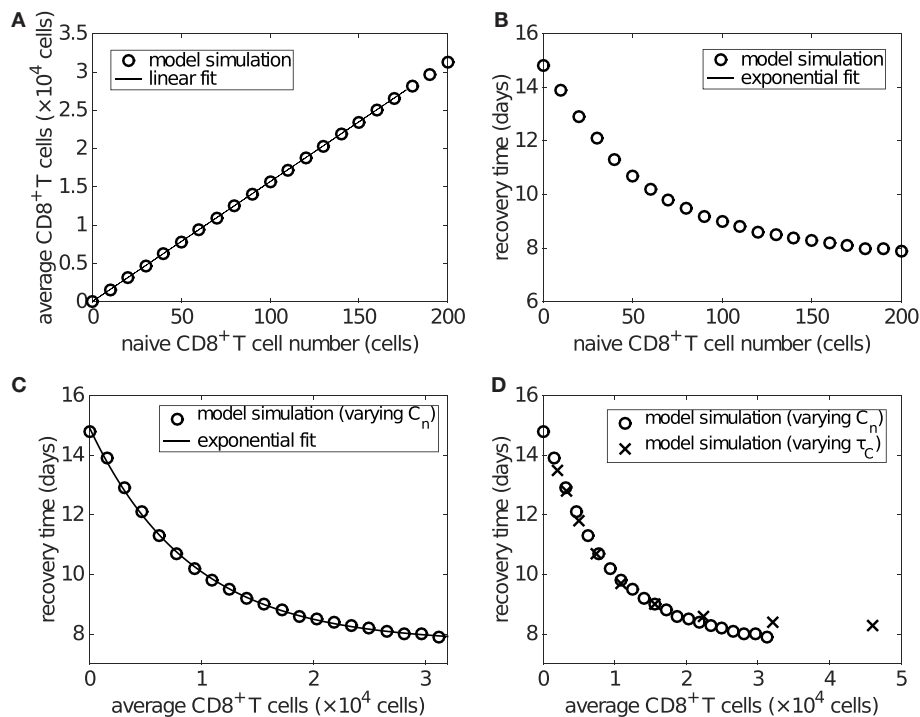 A
average CD8+T cells (×10^4 cells)
3.5
3
2.5
2
1.5
1
0.5
0
model simulation
linear fit
0 50 100 150 200
naive CD8+T cell number (cells)
B
recovery time (days)
16
14
12
10
8
6
model simulation
exponential fit
0 50 100 150 200
naive CD8+T cell number (cells)
C
recovery time (days)
16
14
12
10
8
model simulation (varying C_n)
exponential fit
0 1 2 3
average CD8+T cells (×10^4 cells)
D
recovery time (days)
16
14
12
10
8
model simulation (varying C_n)
model simulation (varying τ_C)
0 1 2 3 4 5
average CD8+T cells (×10^4 cells)